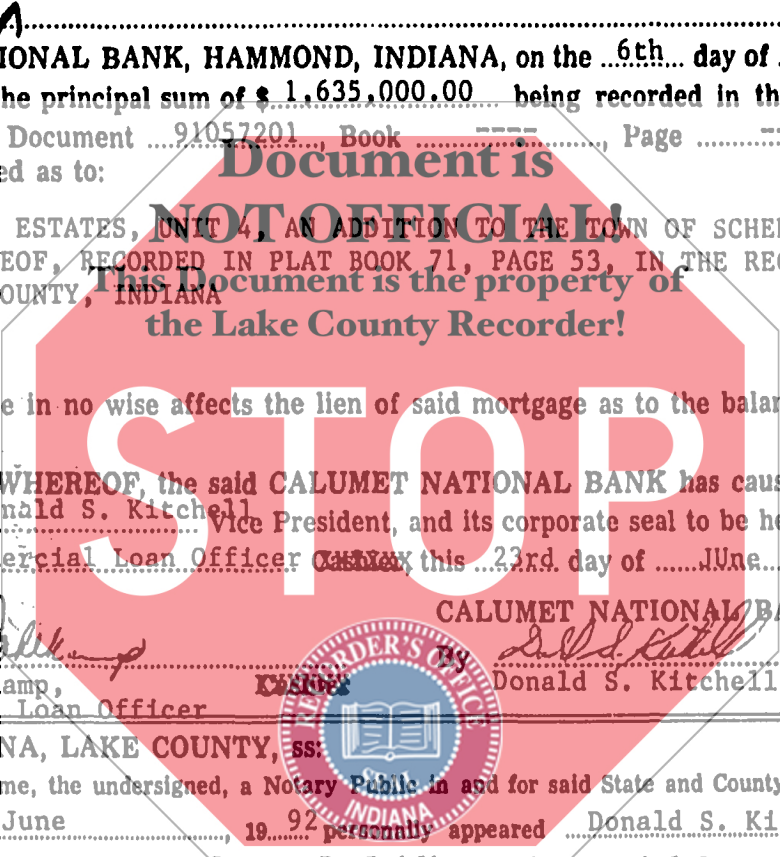 IONAL BANK, HAMMOND, INDIANA, on the 6th day of
he principal sum of $ 1,635,000.00 being recorded in th
Document 91057201, Book ----, Page --
ed as to:
Document is
NOT OFFICIAL!
This Document is the property of
the Lake County Recorder!
ESTATES, UNIT 4, AN ADDITION TO THE TOWN OF SCHE
EOF, RECORDED IN PLAT BOOK 71, PAGE 53, IN THE REC
OUNTY, INDIANA
STOP
e in no wise affects the lien of said mortgage as to the balan
WHEREOF, the said CALUMET NATIONAL BANK has caus
nald S. Kitchell Vice President, and its corporate seal to be he
ercial Loan Officer Cashier, this 23rd day of JUne
CALUMET NATIONAL BA
By Donald S. Kitchell
amp, Cashier Donald S. Kitchell
Loan Officer
RECORDER'S OFFICE
INDIANA
NA, LAKE COUNTY, ss:
me, the undersigned, a Notary Public in and for said State and County
June, 19 92 personally appeared Donald S. Ki